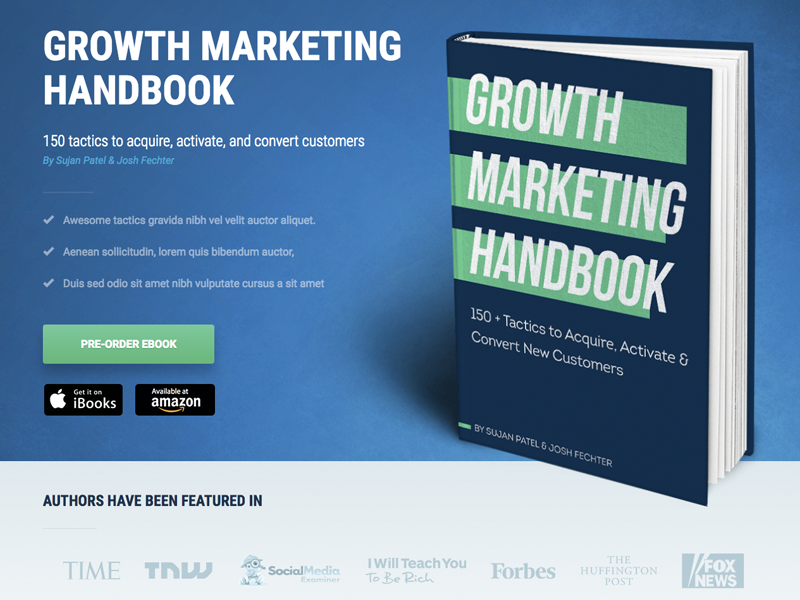 GROWTH MARKETING
HANDBOOK
150 tactics to acquire, activate, and convert customers
By Sujan Patel & Josh Fechter
Awesome tactics gravida nibh vel velit auctor aliquet.
Aenean sollicitudin, lorem quis bibendum auctor,
Duis sed odio sit amet nibh vulputate cursus a sit amet
PRE-ORDER EBOOK
Get it on
iBooks
Available at
amazon
GROWTH
MARKETING
HANDBOOK
150 + Tactics to Acquire, Activate &
Convert New Customers
BY SUJAN PATEL & JOSH FECHTER
AUTHORS HAVE BEEN FEATURED IN
TIME
TNW
SocialMedia
Examiner
I Will Teach You
To Be Rich
Forbes
THE
HUFFINGTON
POST
FOX
NEWS